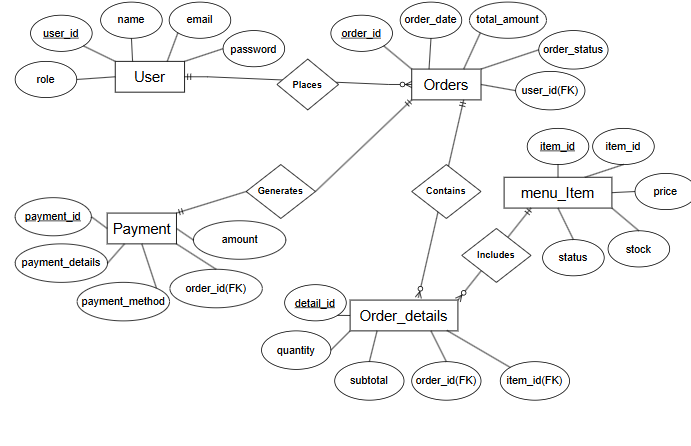 name
email
order_date
total_amount
user_id
order_id
password
order_status
role
User
Places
Orders
user_id(FK)
item_id
item_id
Generates
Contains
menu_Item
price
payment_id
Payment
amount
Includes
status
stock
payment_details
order_id(FK)
payment_method
detail_id
Order_details
quantity
subtotal
order_id(FK)
item_id(FK)